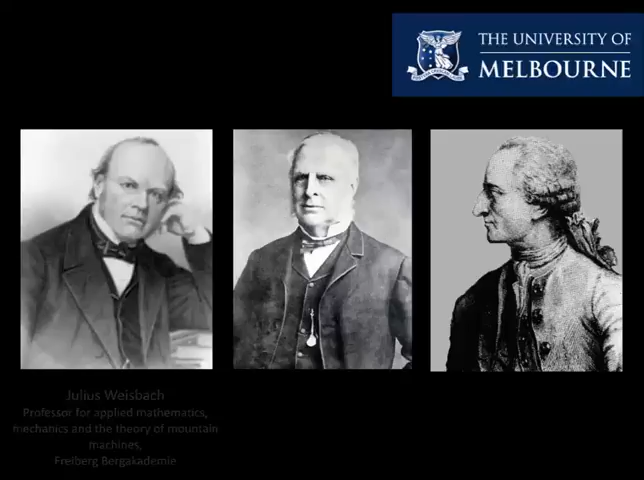 THE UNIVERSITY OF
MELBOURNE
Julius Weisbach
Professor for applied mathematics,
mechanics and the theory of mountain
machines,
Freiberg Bergakademie